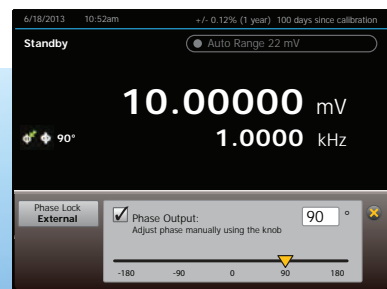 6/18/2013 10:52am +/- 0.12% (1 year) 100 days since calibration
Standby Auto Range 22 mV
10.00000 mV
90° 1.0000 kHz
Phase Lock
External
Phase Output: 90 °
Adjust phase manually using the knob
-180 -90 0 90 180